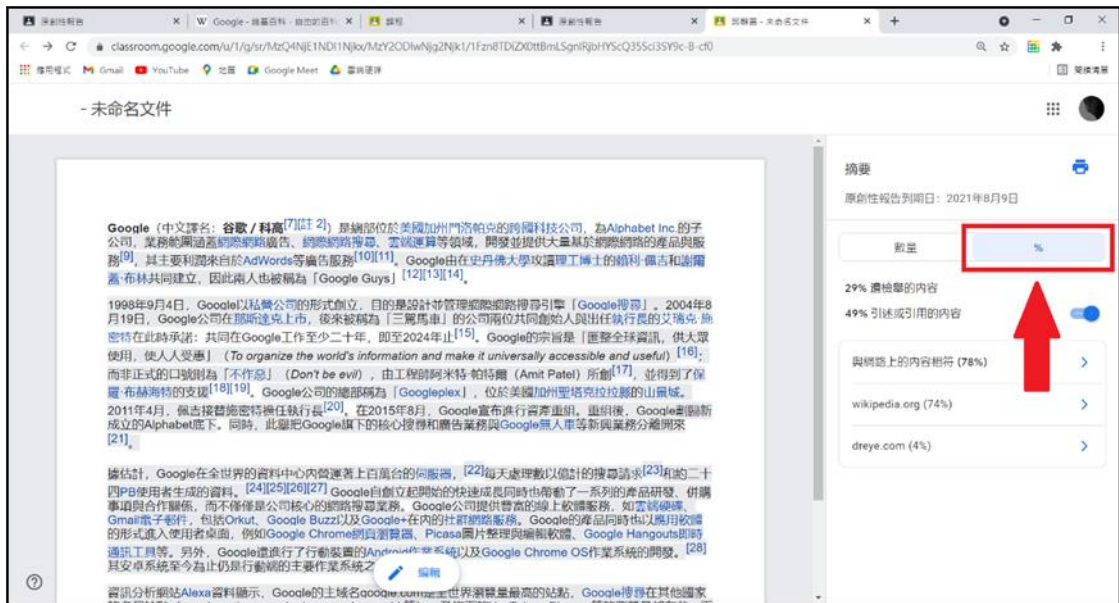 原創性報告
Google - 維基百科 - 自由的百科
課程
原創性報告
郭靜菖 - 未命名文件
classroom.google.com/u/1/g/sr/
應用程式 Gmail YouTube 地圖 Google Meet 雲端硬碟
閱讀清單
- 未命名文件
Google（中文譯名：谷歌 / 科高[7][註 2]）是總部位於美國加州門洛帕克的跨國科技公司，為Alphabet Inc.的子
公司，業務範圍涵蓋網際網路廣告、網際網路搜尋、雲端運算等領域，開發並提供大量基於網際網路的產品與服
務[9]，其主要利潤來自於AdWords等廣告服務[10][11]。Google由在史丹佛大學攻讀理工博士的賴利·佩吉和謝爾
蓋·布林共同建立，因此兩人也被稱為「Google Guys」[12][13][14]。
1998年9月4日，Google以私營公司的形式創立，目的是設計並管理網際網路搜尋引擎「Google搜尋」。2004年8
月19日，Google公司在那斯達克上市，後來被稱為「三駕馬車」的公司兩位共同創始人與出任執行長的艾瑞克·施
密特在此時承諾：共同在Google工作至少二十年，即至2024年止[15]。Google的宗旨是「匯整全球資訊，供大眾
使用，使人人受惠」（To organize the world's information and make it universally accessible and useful）[16]；
而非正式的口號則為「不作惡」（Don't be evil），由工程師阿米特·帕特爾（Amit Patel）所創[17]，並得到了保
羅·布赫海特的支援[18][19]。Google公司的總部稱為「Googleplex」，位於美國加州聖塔克拉拉縣的山景城。
2011年4月，佩吉接替施密特擔任執行長[20]。在2015年8月，Google宣布進行資產重組。重組後，Google劃歸新
成立的Alphabet底下。同時，此舉把Google旗下的核心搜尋和廣告業務與Google無人車等新興業務分離開來
[21]。
據估計，Google在全世界的資料中心內營運著上百萬台的伺服器，[22]每天處理數以億計的搜尋請求[23]和約二十
四PB使用者生成的資料。[24][25][26][27] Google自創立起開始的快速成長同時也帶動了一系列的產品研發、併購
事項與合作關係，而不僅僅是公司核心的網路搜尋業務。Google公司提供豐富的線上軟體服務，如雲端硬碟、
Gmail電子郵件，包括Orkut、Google Buzz以及Google+在內的社群網路服務。Google的產品同時也以應用軟體
的形式進入使用者桌面，例如Google Chrome網頁瀏覽器、Picasa圖片整理與編輯軟體、Google Hangouts即時
通訊工具等。另外，Google還進行了行動裝置的Android作業系統以及Google Chrome OS作業系統的開發。[28]
其安卓系統至今為止仍是行動端的主要作業系統之
編輯
資訊分析網站Alexa資料顯示，Google的主域名google.com是全世界瀏覽量最高的站點，Google搜尋在其他國家
摘要
原創性報告到期日：2021年8月9日
數量
%
29% 遭檢舉的內容
49% 引述或引用的內容
與網路上的內容相符 (78%)
wikipedia.org (74%)
dreye.com (4%)